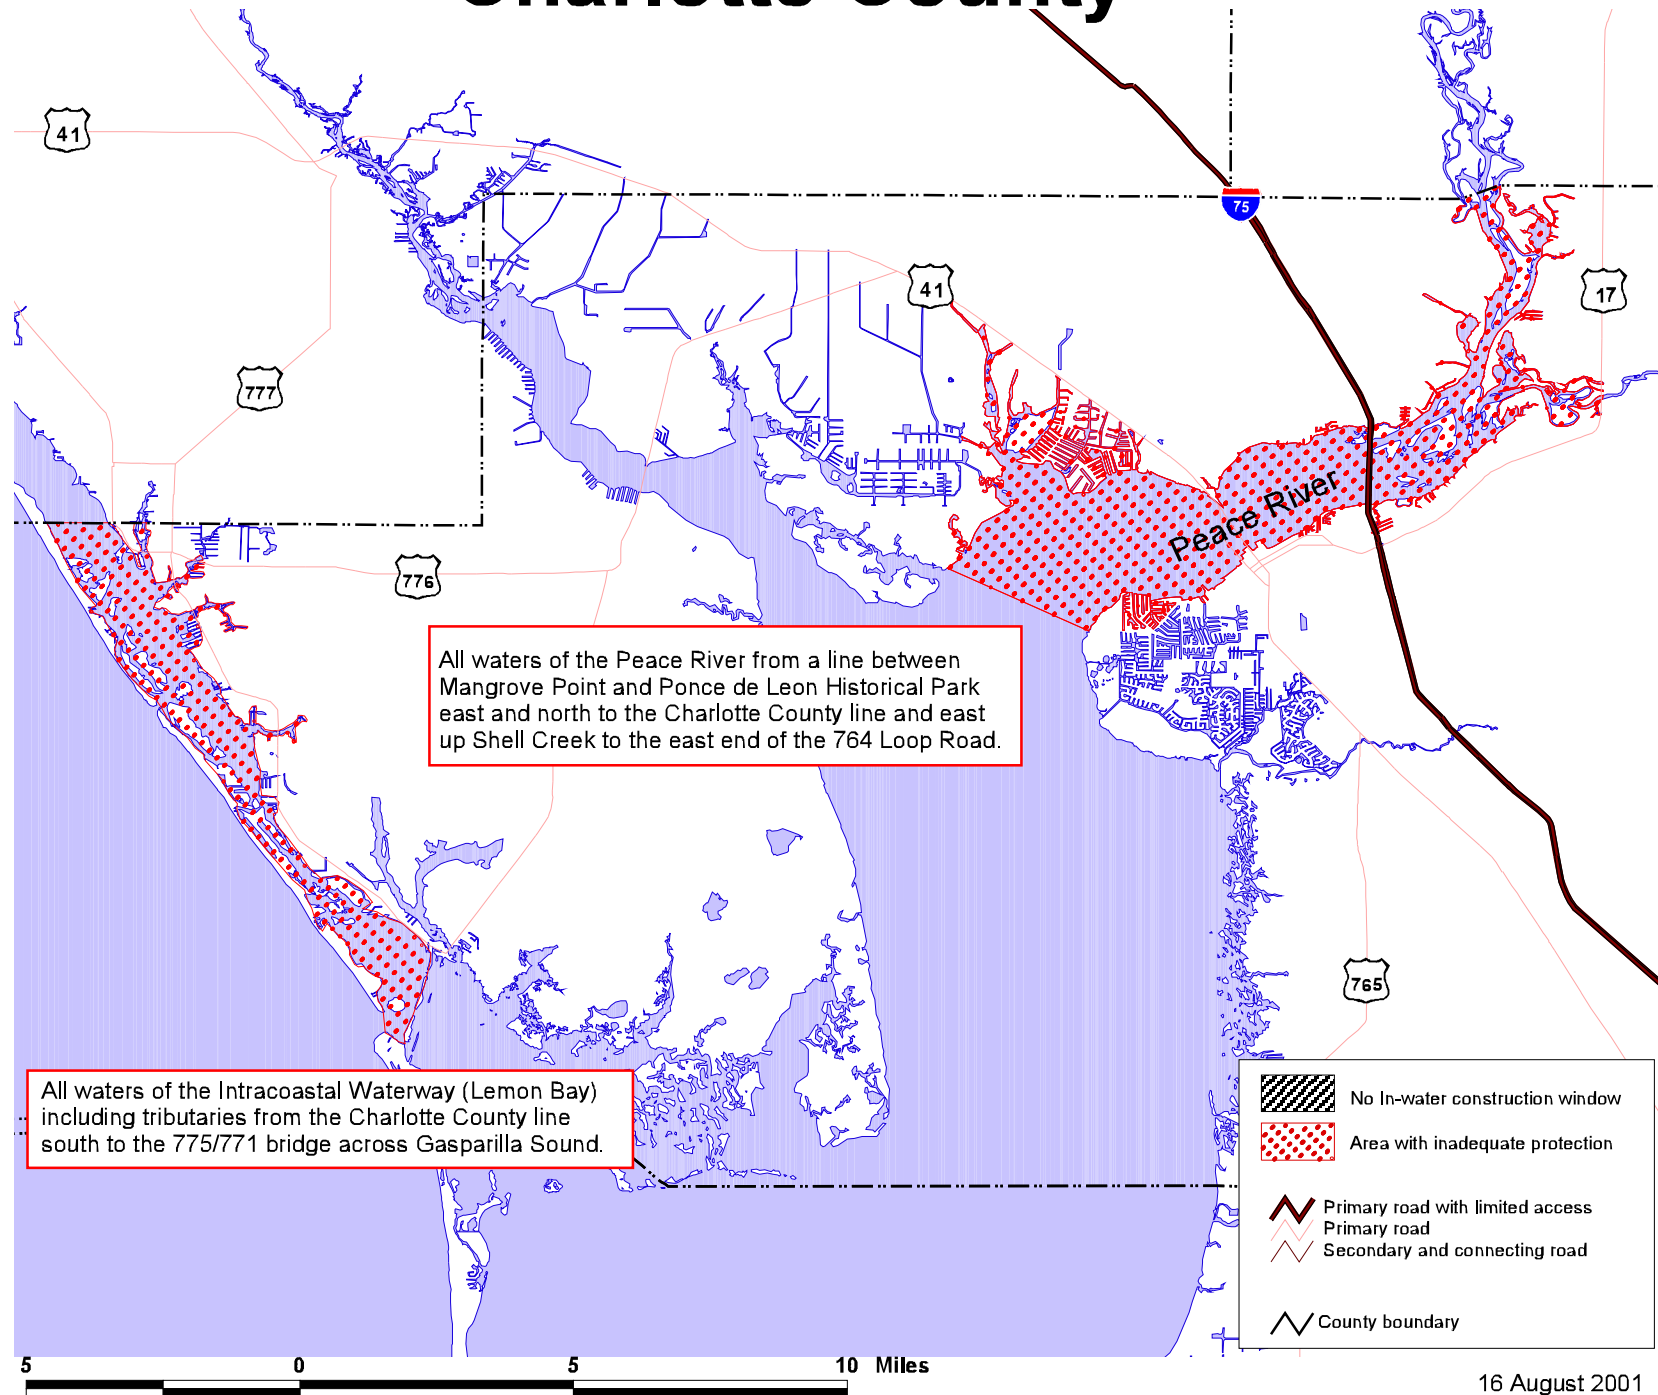 Charlotte County
41
75
41
17
777
Peace River
776
All waters of the Peace River from a line between
Mangrove Point and Ponce de Leon Historical Park
east and north to the Charlotte County line and east
up Shell Creek to the east end of the 764 Loop Road.
765
All waters of the Intracoastal Waterway (Lemon Bay)
including tributaries from the Charlotte County line
south to the 775/771 bridge across Gasparilla Sound.
No In-water construction window
Area with inadequate protection
Primary road with limited access
Primary road
Secondary and connecting road
County boundary
5 0 5 10 Miles
16 August 2001